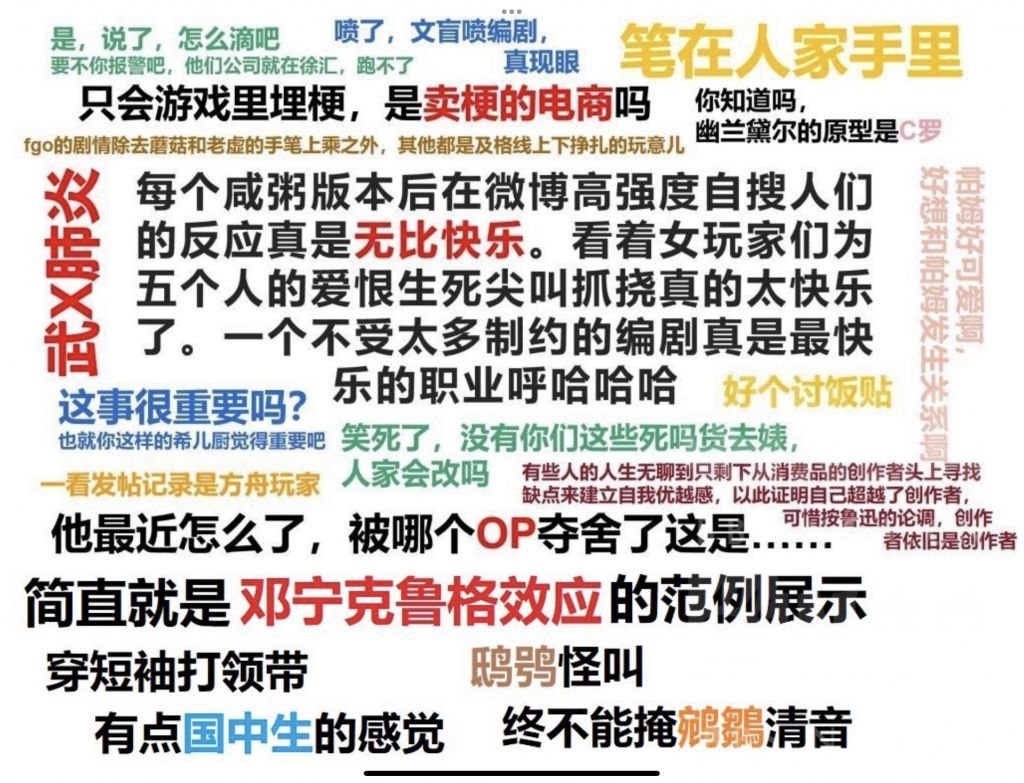 是，说了，怎么滴吧
要不你报警吧，他们公司就在徐汇，跑不了
喷了，文盲喷编剧，
真现眼
笔在人家手里
只会游戏里埋梗，是卖梗的电商吗
你知道吗，
幽兰黛尔的原型是C罗
fgo的剧情除去蘑菇和老虚的手笔上乘之外，其他都是及格线上下挣扎的玩意儿
武X肺炎
每个咸粥版本后在微博高强度自搜人们
的反应真是无比快乐。看着女玩家们为
五个人的爱恨生死尖叫抓挠真的太快乐
了。一个不受太多制约的编剧真是最快
乐的职业呼哈哈哈
帕姆好可爱啊，
好想和帕姆发生关系啊
这事很重要吗？
也就你这样的希儿厨觉得重要吧
好个讨饭贴
笑死了，没有你们这些死吗货去婊，
人家会改吗
一看发帖记录是方舟玩家
有些人的人生无聊到只剩下从消费品的创作者头上寻找
缺点来建立自我优越感，以此证明自己超越了创作者，
可惜按鲁迅的论调，创作
者依旧是创作者
他最近怎么了，被哪个OP夺舍了这是......
简直就是邓宁克鲁格效应的范例展示
穿短袖打领带
鸱鸮怪叫
有点国中生的感觉
终不能掩鹓鶵清音